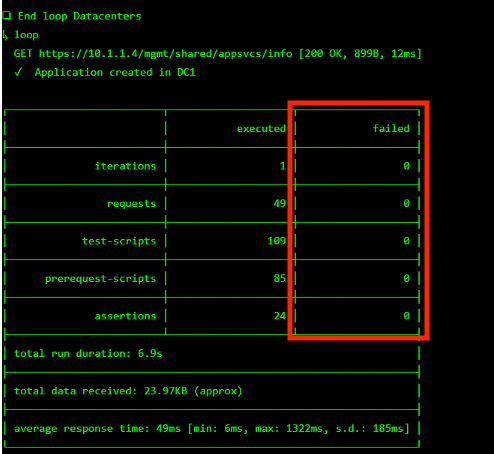 ❏ End loop Datacenters
↳ loop
GET https://10.1.1.4/mgmt/shared/appsvcs/info [200 OK, 899B, 12ms]
✓ Application created in DC1
executed failed
iterations 1 0
requests 49 0
test-scripts 109 0
prerequest-scripts 85 0
assertions 24 0
total run duration: 6.9s
total data received: 23.97KB (approx)
average response time: 49ms [min: 6ms, max: 1322ms, s.d.: 185ms]